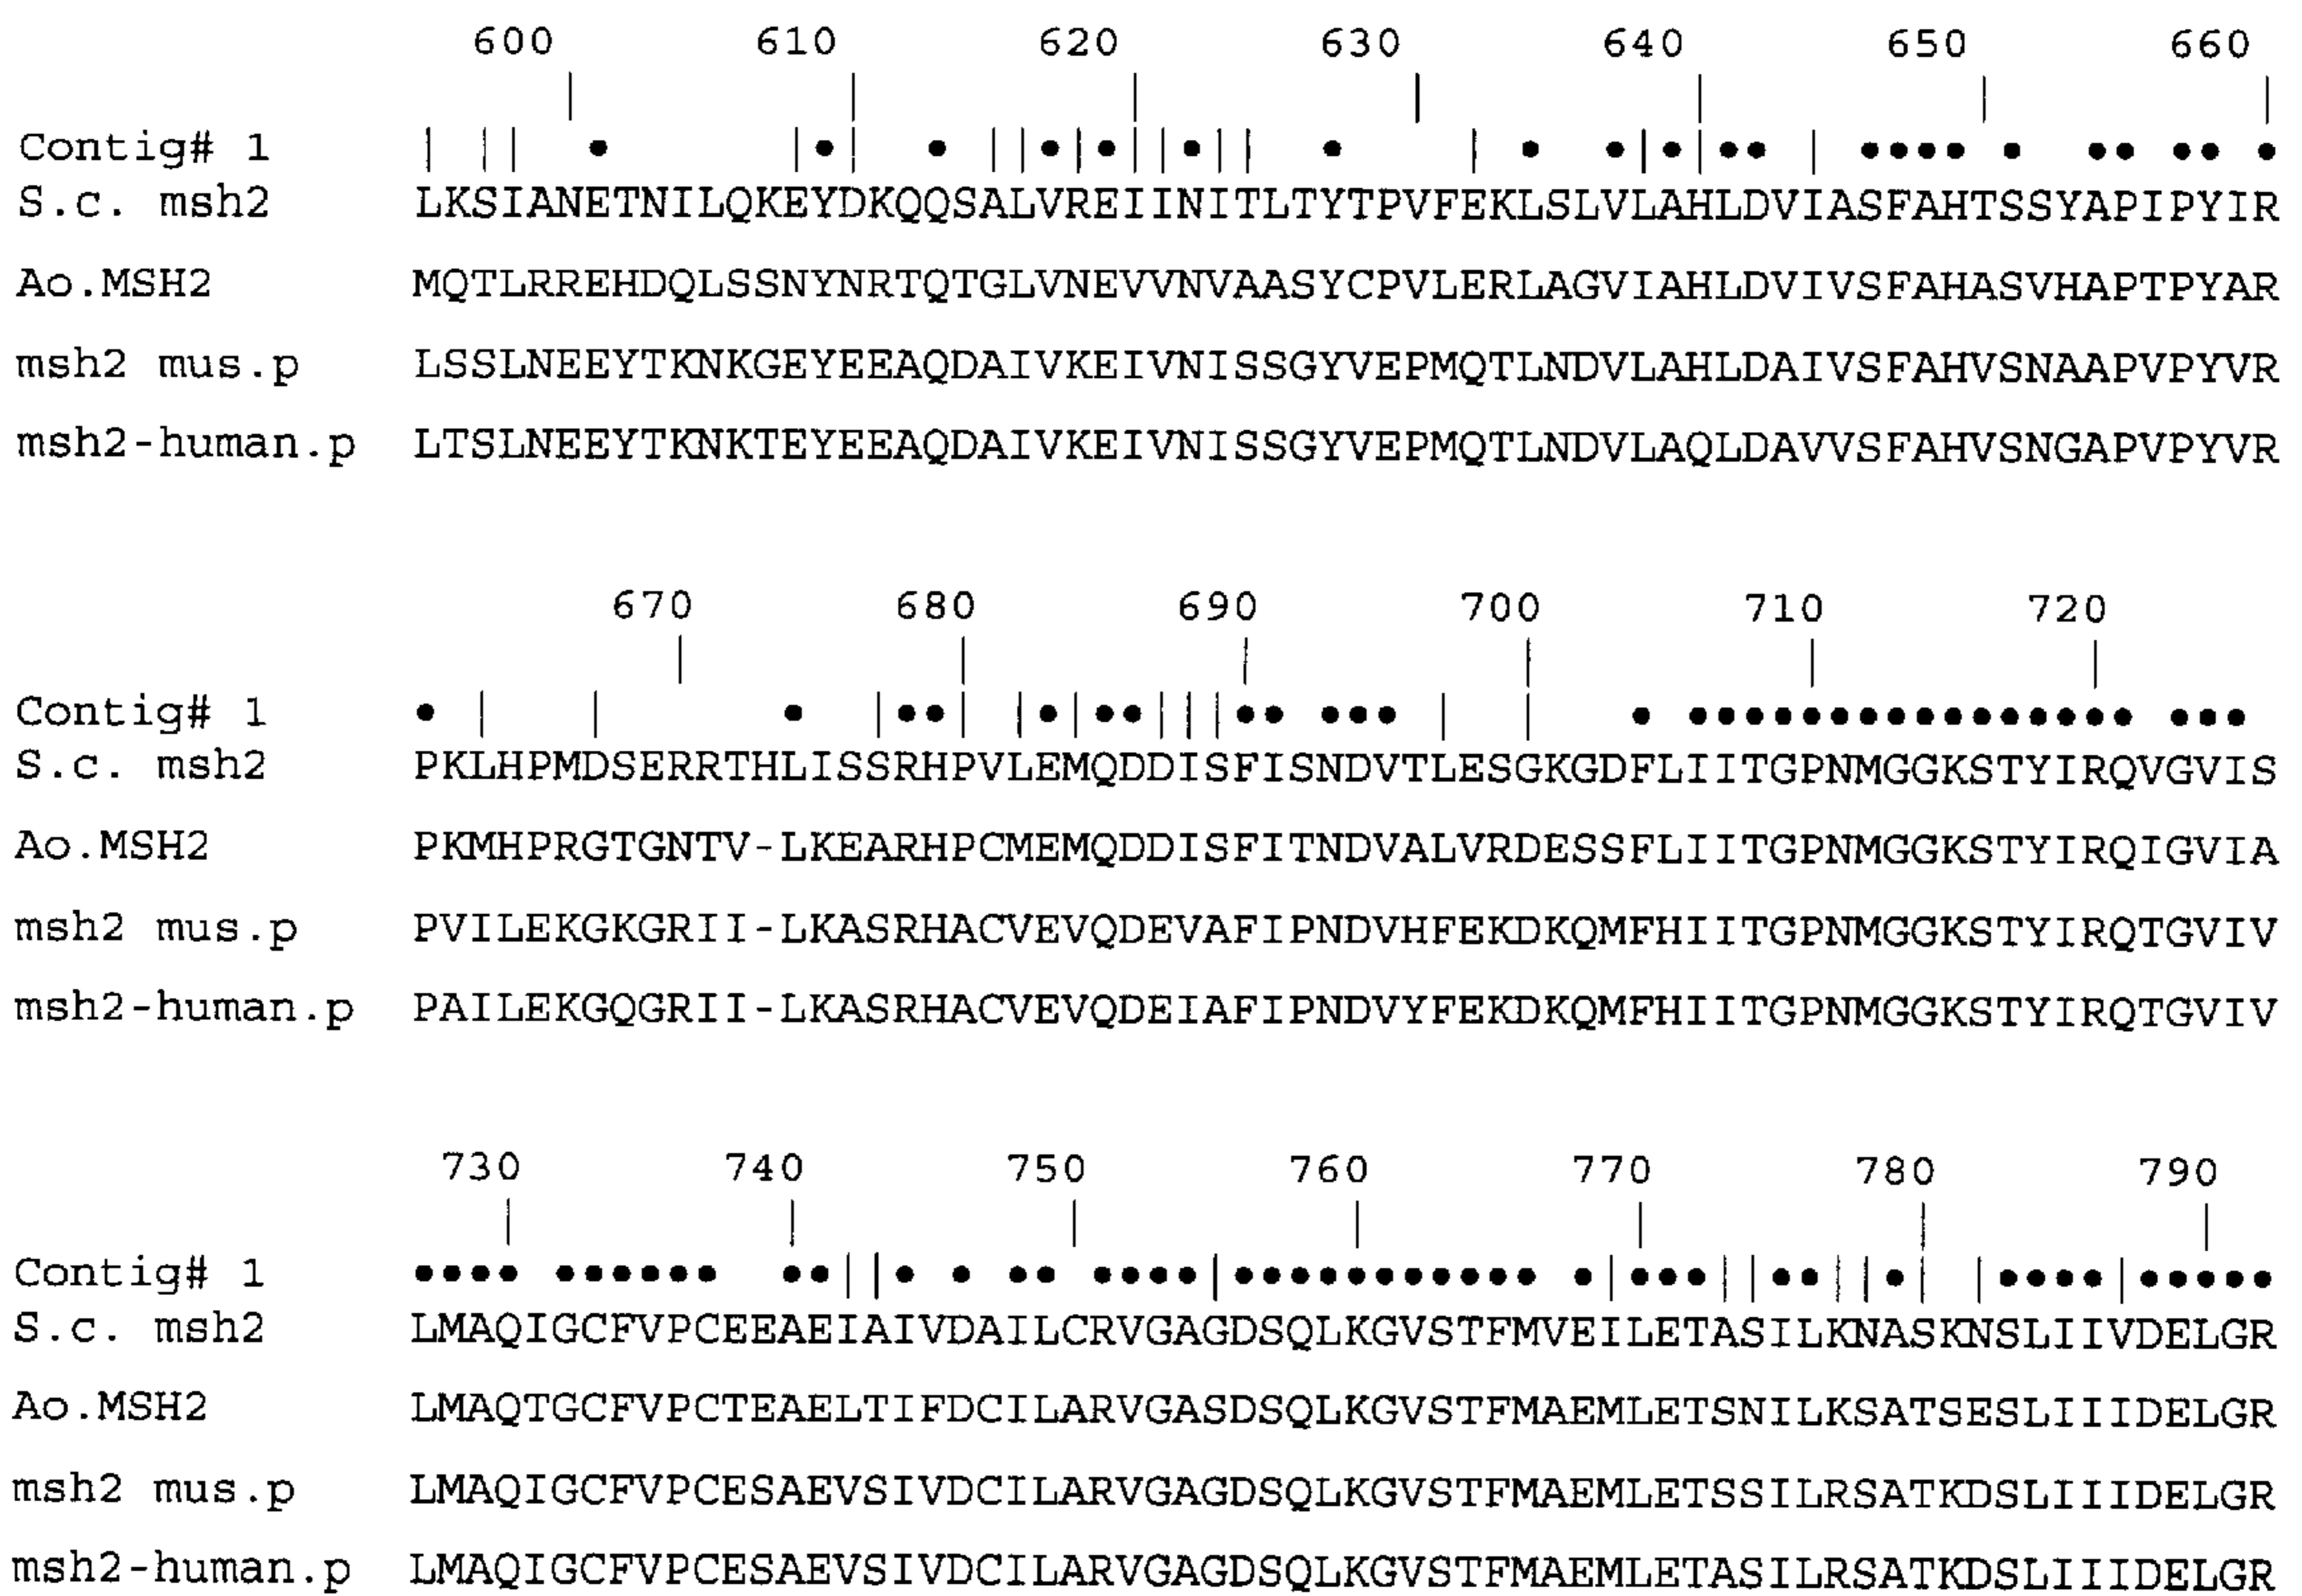 600 610 620 630 640 650 660
Contig# 1
S.c. msh2 LKSIANETNILQKEYDKQQSALVREIINITLTYTPVFEKLSLVLAHLDVIASFAHTSSYAPIPYIR
Ao.MSH2 MQTLRREHDQLSSNYNRTQTGLVNEVVNVAASYCPVLERLAGVIAHLDVIVSFAHASVHAPTPYAR
msh2 mus.p LSSLNEEYTKNKGEYEEAQDAIVKEIVNISSGYVEPMQTLNDVLAHLDAIVSFAHVSNAAPVPYVR
msh2-human.p LTSLNEEYTKNKTEYEEAQDAIVKEIVNISSGYVEPMQTLNDVLAQLDAVVSFAHVSNGAPVPYVR
670 680 690 700 710 720
Contig# 1
S.c. msh2 PKLHPMDSERRTHLISSRHPVLEMQDDISFISNDVTLESGKGDFLIITGPNMGGKSTYIRQVGVIS
Ao.MSH2 PKMHPRGTGNTV-LKEARHPCMEMQDDISFITNDVALVRDESSFLIITGPNMGGKSTYIRQIGVIA
msh2 mus.p PVILEKGKGRII-LKASRHACVEVQDEVAFIPNDVHFEKDKQMFHIITGPNMGGKSTYIRQTGVIV
msh2-human.p PAILEKGQGRII-LKASRHACVEVQDEIAFIPNDVYFEKDKQMFHIITGPNMGGKSTYIRQTGVIV
730 740 750 760 770 780 790
Contig# 1
S.c. msh2 LMAQIGCFVPCEEAEIAIVDAILCRVGAGDSQLKGVSTFMVEILETASILKNASKNSLIIVDELGR
Ao.MSH2 LMAQTGCFVPCTEAELTIFDCILARVGASDSQLKGVSTFMAEMLETSNILKSATSESLIIIDELGR
msh2 mus.p LMAQIGCFVPCESAEVSIVDCILARVGAGDSQLKGVSTFMAEMLETSSILRSATKDSLIIIDELGR
msh2-human.p LMAQIGCFVPCESAEVSIVDCILARVGAGDSQLKGVSTFMAEMLETASILRSATKDSLIIIDELGR